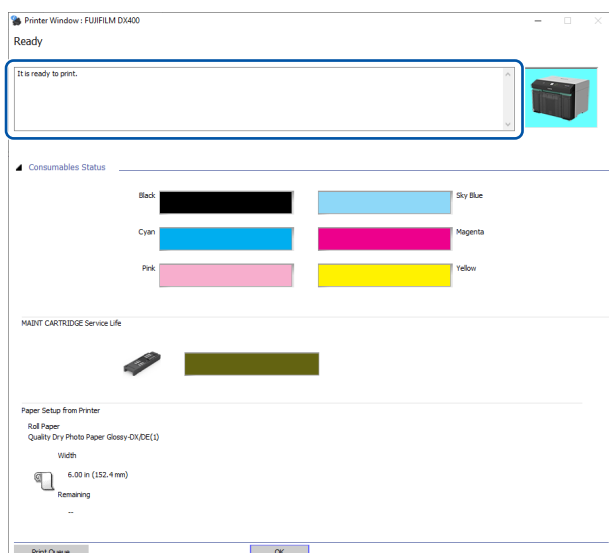 Printer Window : FUJIFILM DX400
Ready
It is ready to print.
Consumables Status
Black
Sky Blue
Cyan
Magenta
Pink
Yellow
MAINT CARTRIDGE Service Life
Paper Setup from Printer
Roll Paper
Quality Dry Photo Paper Glossy-DX/DE(1)
Width
6.00 in (152.4 mm)
Remaining
--
Print Queue
OK